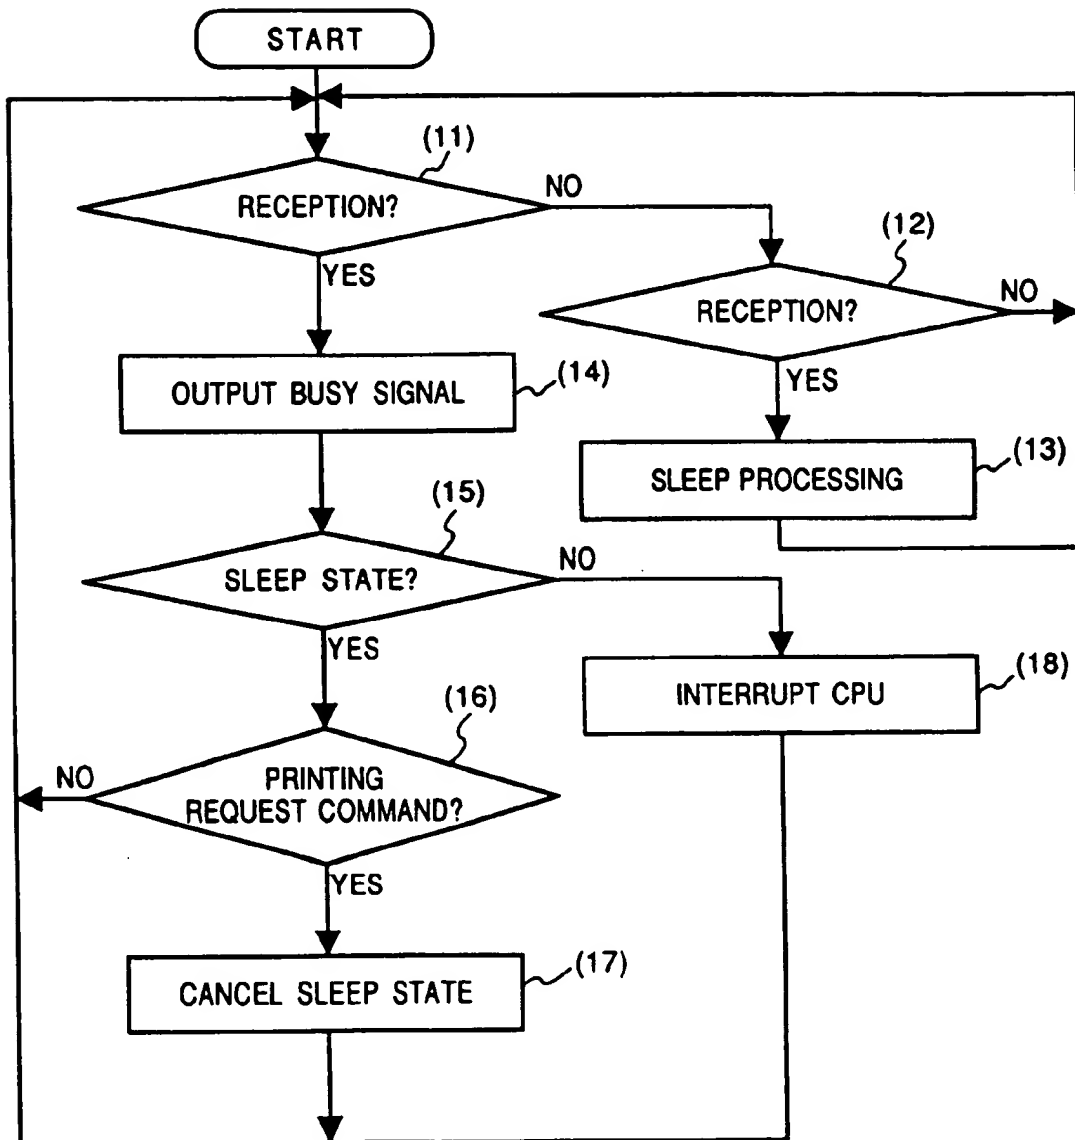 START
(11)
RECEPTION?
NO
YES
(12)
RECEPTION?
NO
YES
OUTPUT BUSY SIGNAL
(14)
SLEEP PROCESSING
(13)
(15)
SLEEP STATE?
NO
YES
INTERRUPT CPU
(18)
(16)
PRINTING
REQUEST COMMAND?
NO
YES
CANCEL SLEEP STATE
(17)